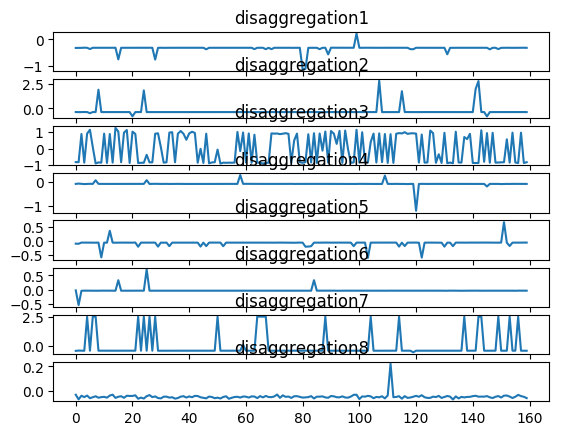 disaggregation1
0
−1
disaggregation2
2.5
0.0
disaggregation3
1
0
−1
disaggregation4
0
−1
disaggregation5
0.5
0.0
−0.5
disaggregation6
0.5
0.0
−0.5
disaggregation7
2.5
0.0
disaggregation8
0.2
0.0
0 20 40 60 80 100 120 140 160